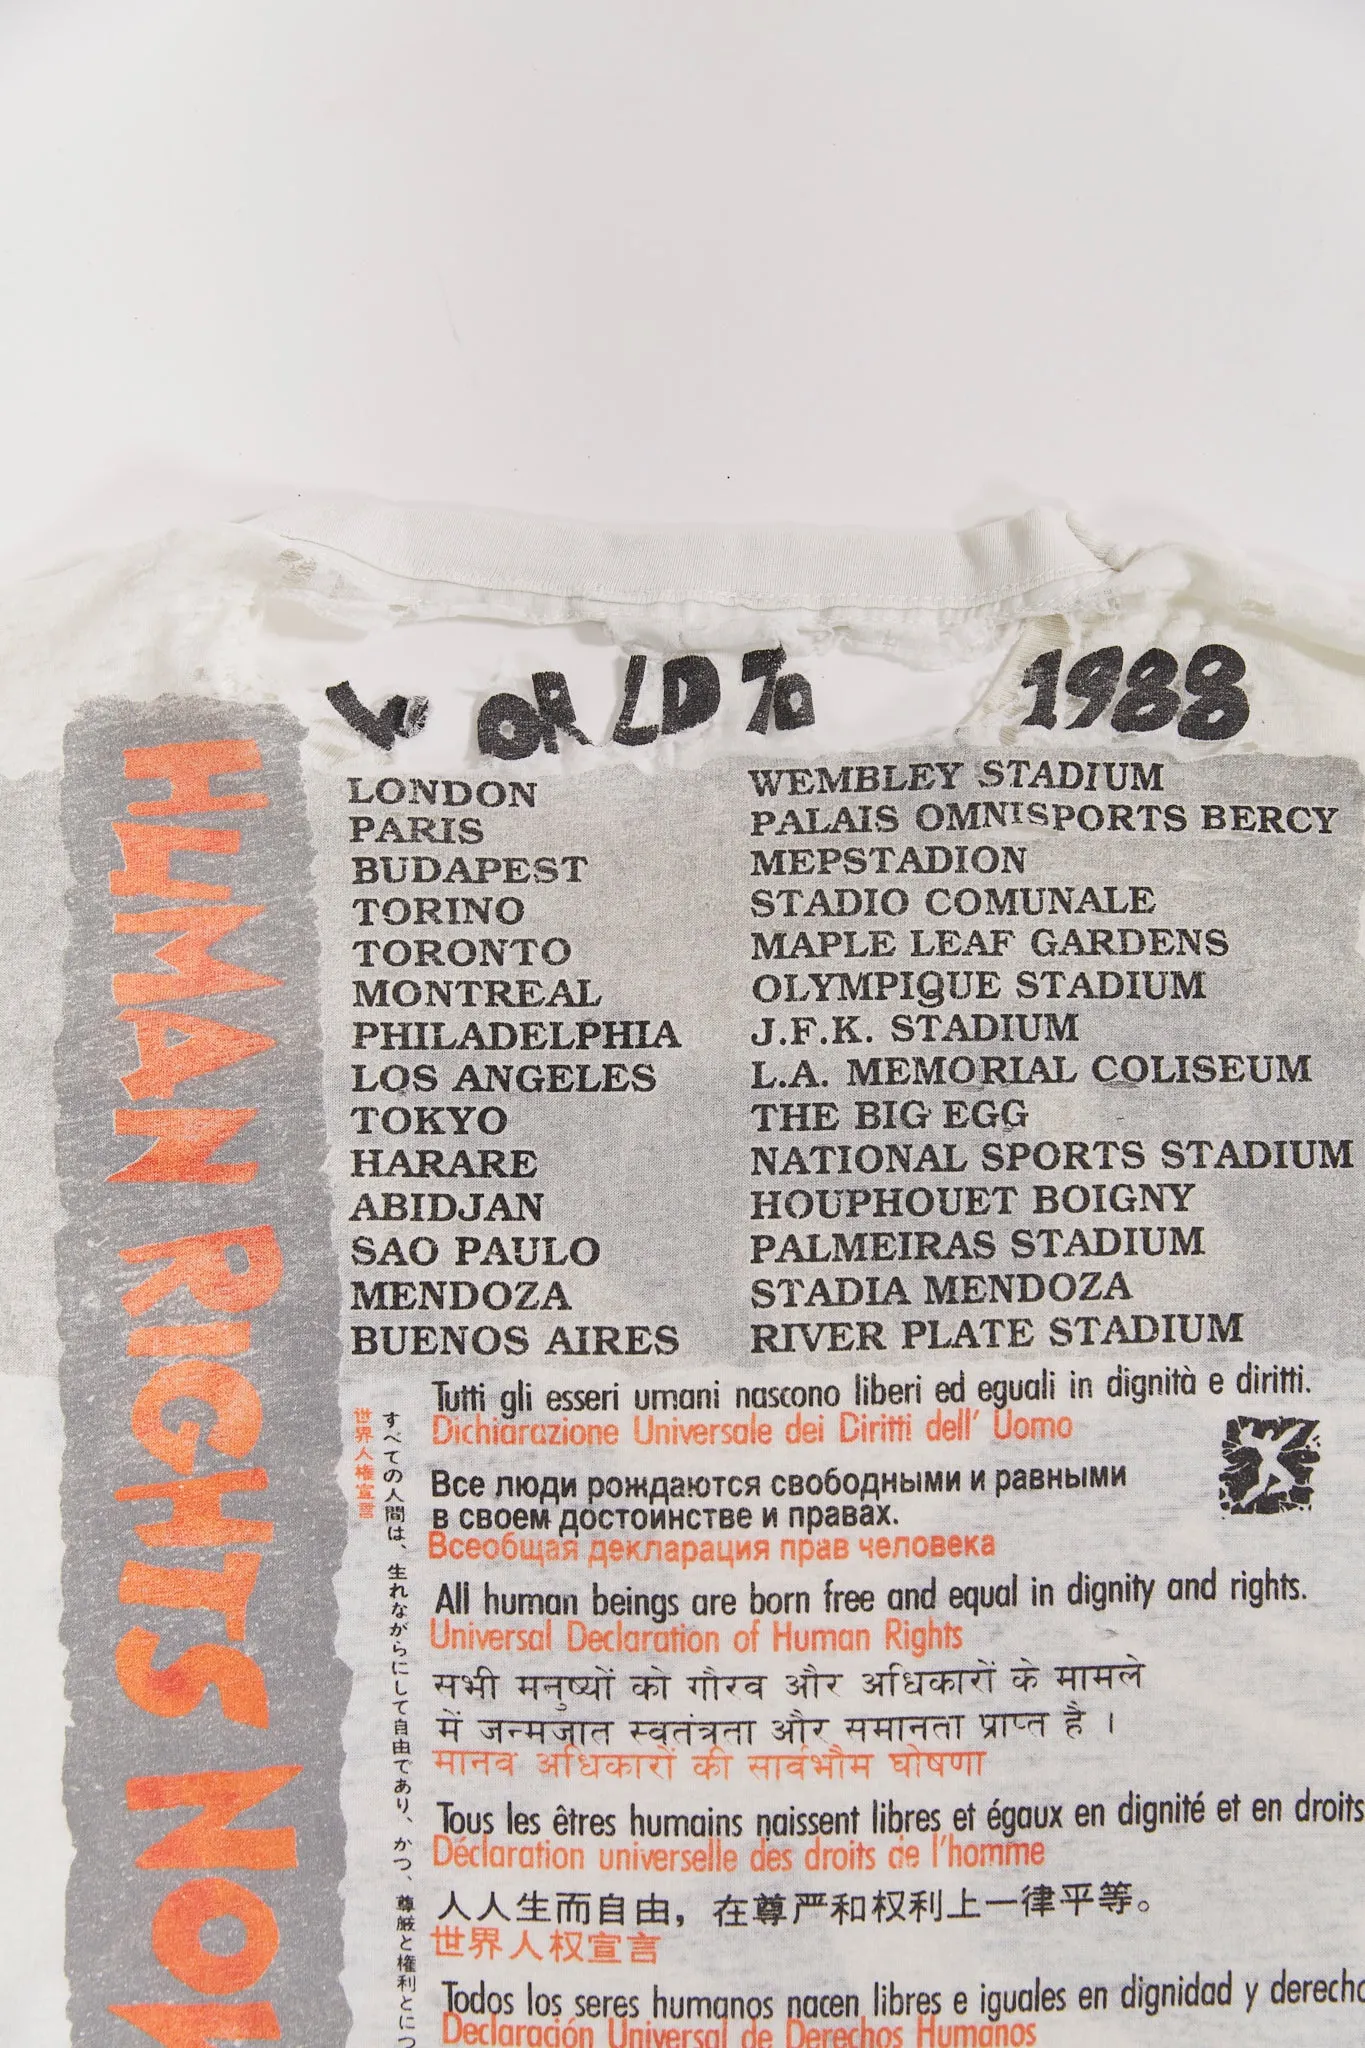 WORLD TO 1988
HUMAN RIGHTS NOW
LONDON WEMBLEY STADIUM
PARIS PALAIS OMNISPORTS BERCY
BUDAPEST MEPSTADION
TORINO STADIO COMUNALE
TORONTO MAPLE LEAF GARDENS
MONTREAL OLYMPIQUE STADIUM
PHILADELPHIA J.F.K. STADIUM
LOS ANGELES L.A. MEMORIAL COLISEUM
TOKYO THE BIG EGG
HARARE NATIONAL SPORTS STADIUM
ABIDJAN HOUPHOUET BOIGNY
SAO PAULO PALMEIRAS STADIUM
MENDOZA STADIA MENDOZA
BUENOS AIRES RIVER PLATE STADIUM
すべての人間は、生れながらにして自由であり、かつ、尊厳と権利とにつ
世界人権宣言
Tutti gli esseri umani nascono liberi ed eguali in dignità e diritti.
Dichiarazione Universale dei Diritti dell' Uomo
Все люди рождаются свободными и равными
в своем достоинстве и правах.
Всеобщая декларация прав человека
All human beings are born free and equal in dignity and rights.
Universal Declaration of Human Rights
सभी मनुष्यों को गौरव और अधिकारों के मामले
में जन्मजात स्वतंत्रता और समानता प्राप्त है ।
मानव अधिकारों की सार्वभौम घोषणा
Tous les êtres humains naissent libres et égaux en dignité et en droits
Déclaration universelle des droits de l'homme
人人生而自由，在尊严和权利上一律平等。
世界人权宣言
Todos los seres humanos nacen libres e iguales en dignidad y derecho
Declaración Universal de Derechos Humanos